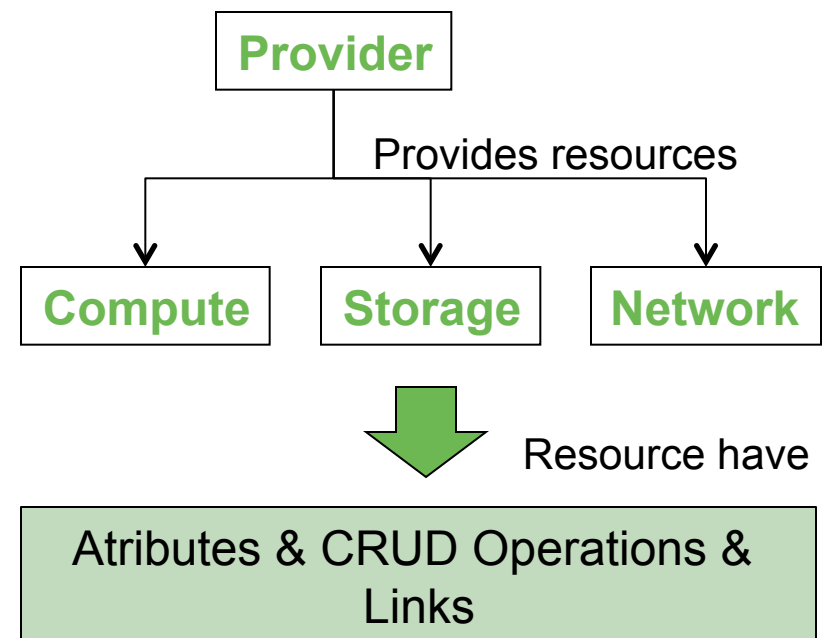 Provider
Provides resources
Compute Storage Network
Resource have
Atributes & CRUD Operations &
Links